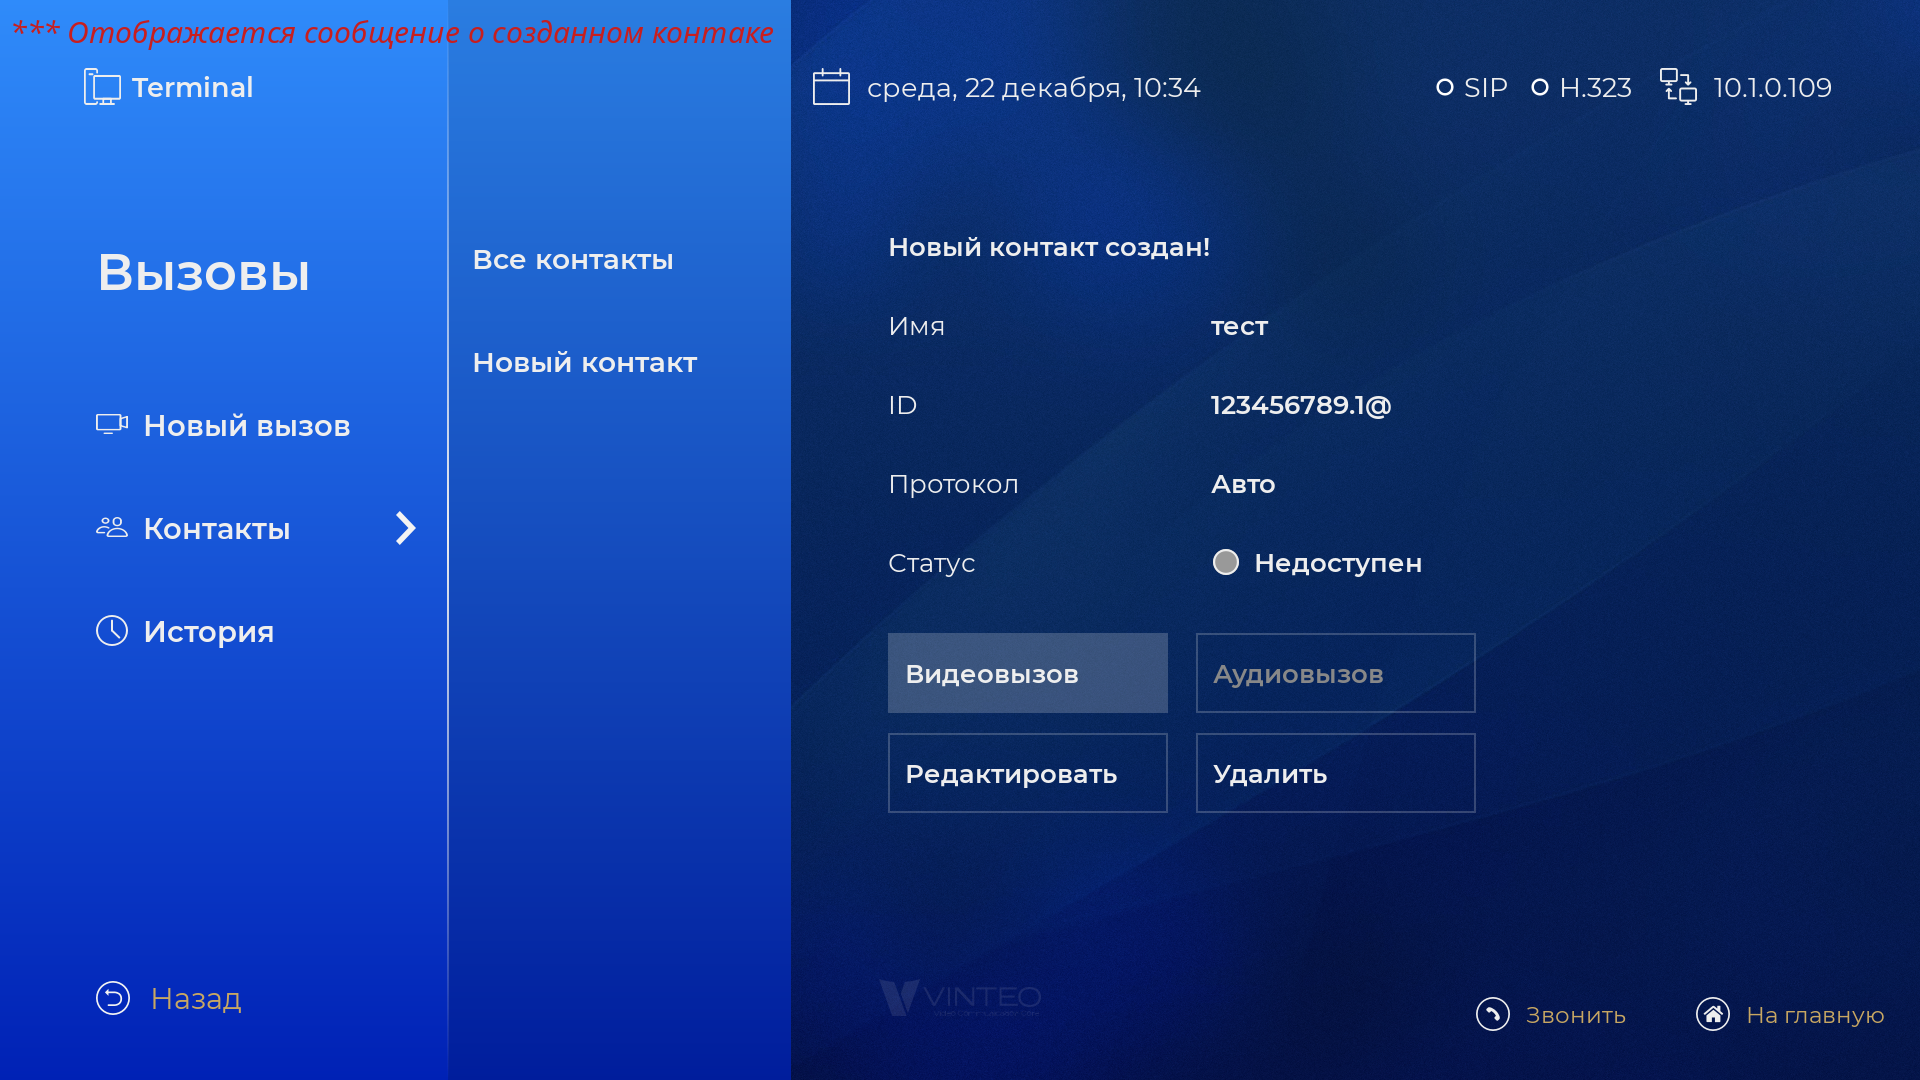 *** Отображается сообщение о созданном контаке
Terminal
среда, 22 декабря, 10:34
SIP
H.323
10.1.0.109
Вызовы
Новый вызов
Контакты
История
Назад
Все контакты
Новый контакт
Новый контакт создан!
Имя тест
ID 123456789.1@
Протокол Авто
Статус Недоступен
Видеовызов Аудиовызов
Редактировать Удалить
VINTEO
Звонить
На главную